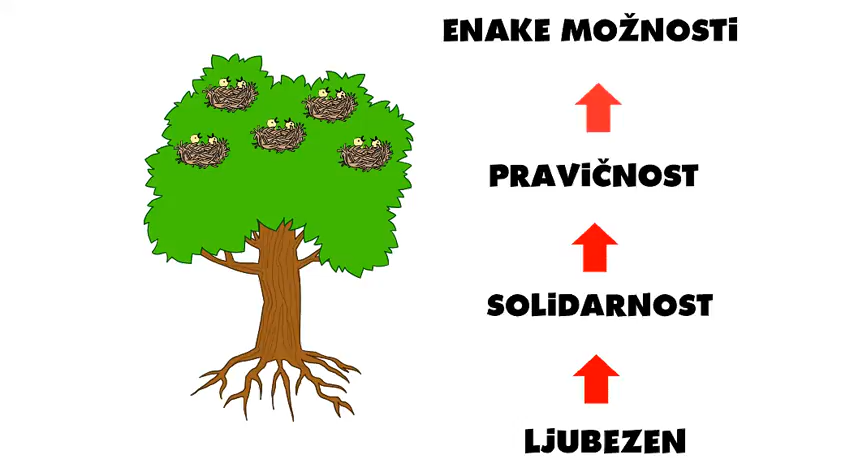 ENAKE MOŽNOSTi
PRAViČNOST
SOLiDARNOST
LjUBEZEN